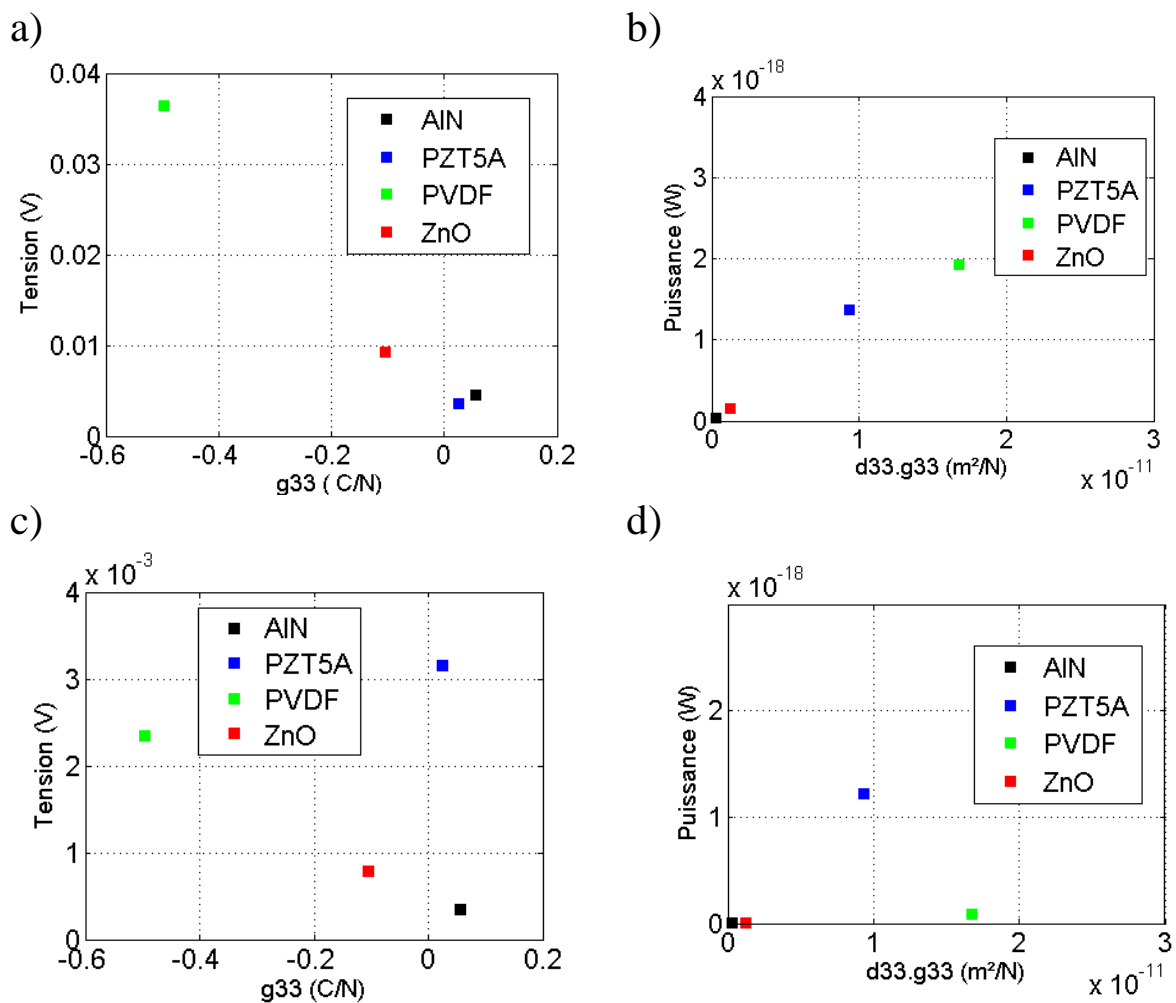 a)
0.04
0.03
0.02
0.01
0
Tension (V)
-0.6
-0.4
-0.2
0
0.2
g33 ( C/N)
AlN
PZT5A
PVDF
ZnO
b)
x 10⁻¹⁸
4
3
2
1
0
Puissance (W)
0
1
2
3
d33.g33 (m²/N)
x 10⁻¹¹
AlN
PZT5A
PVDF
ZnO
c)
x 10⁻³
4
3
2
1
0
Tension (V)
-0.6
-0.4
-0.2
0
0.2
g33 (C/N)
AlN
PZT5A
PVDF
ZnO
d)
x 10⁻¹⁸
2
1
0
Puissance (W)
0
1
2
3
d33.g33 (m²/N)
x 10⁻¹¹
AlN
PZT5A
PVDF
ZnO